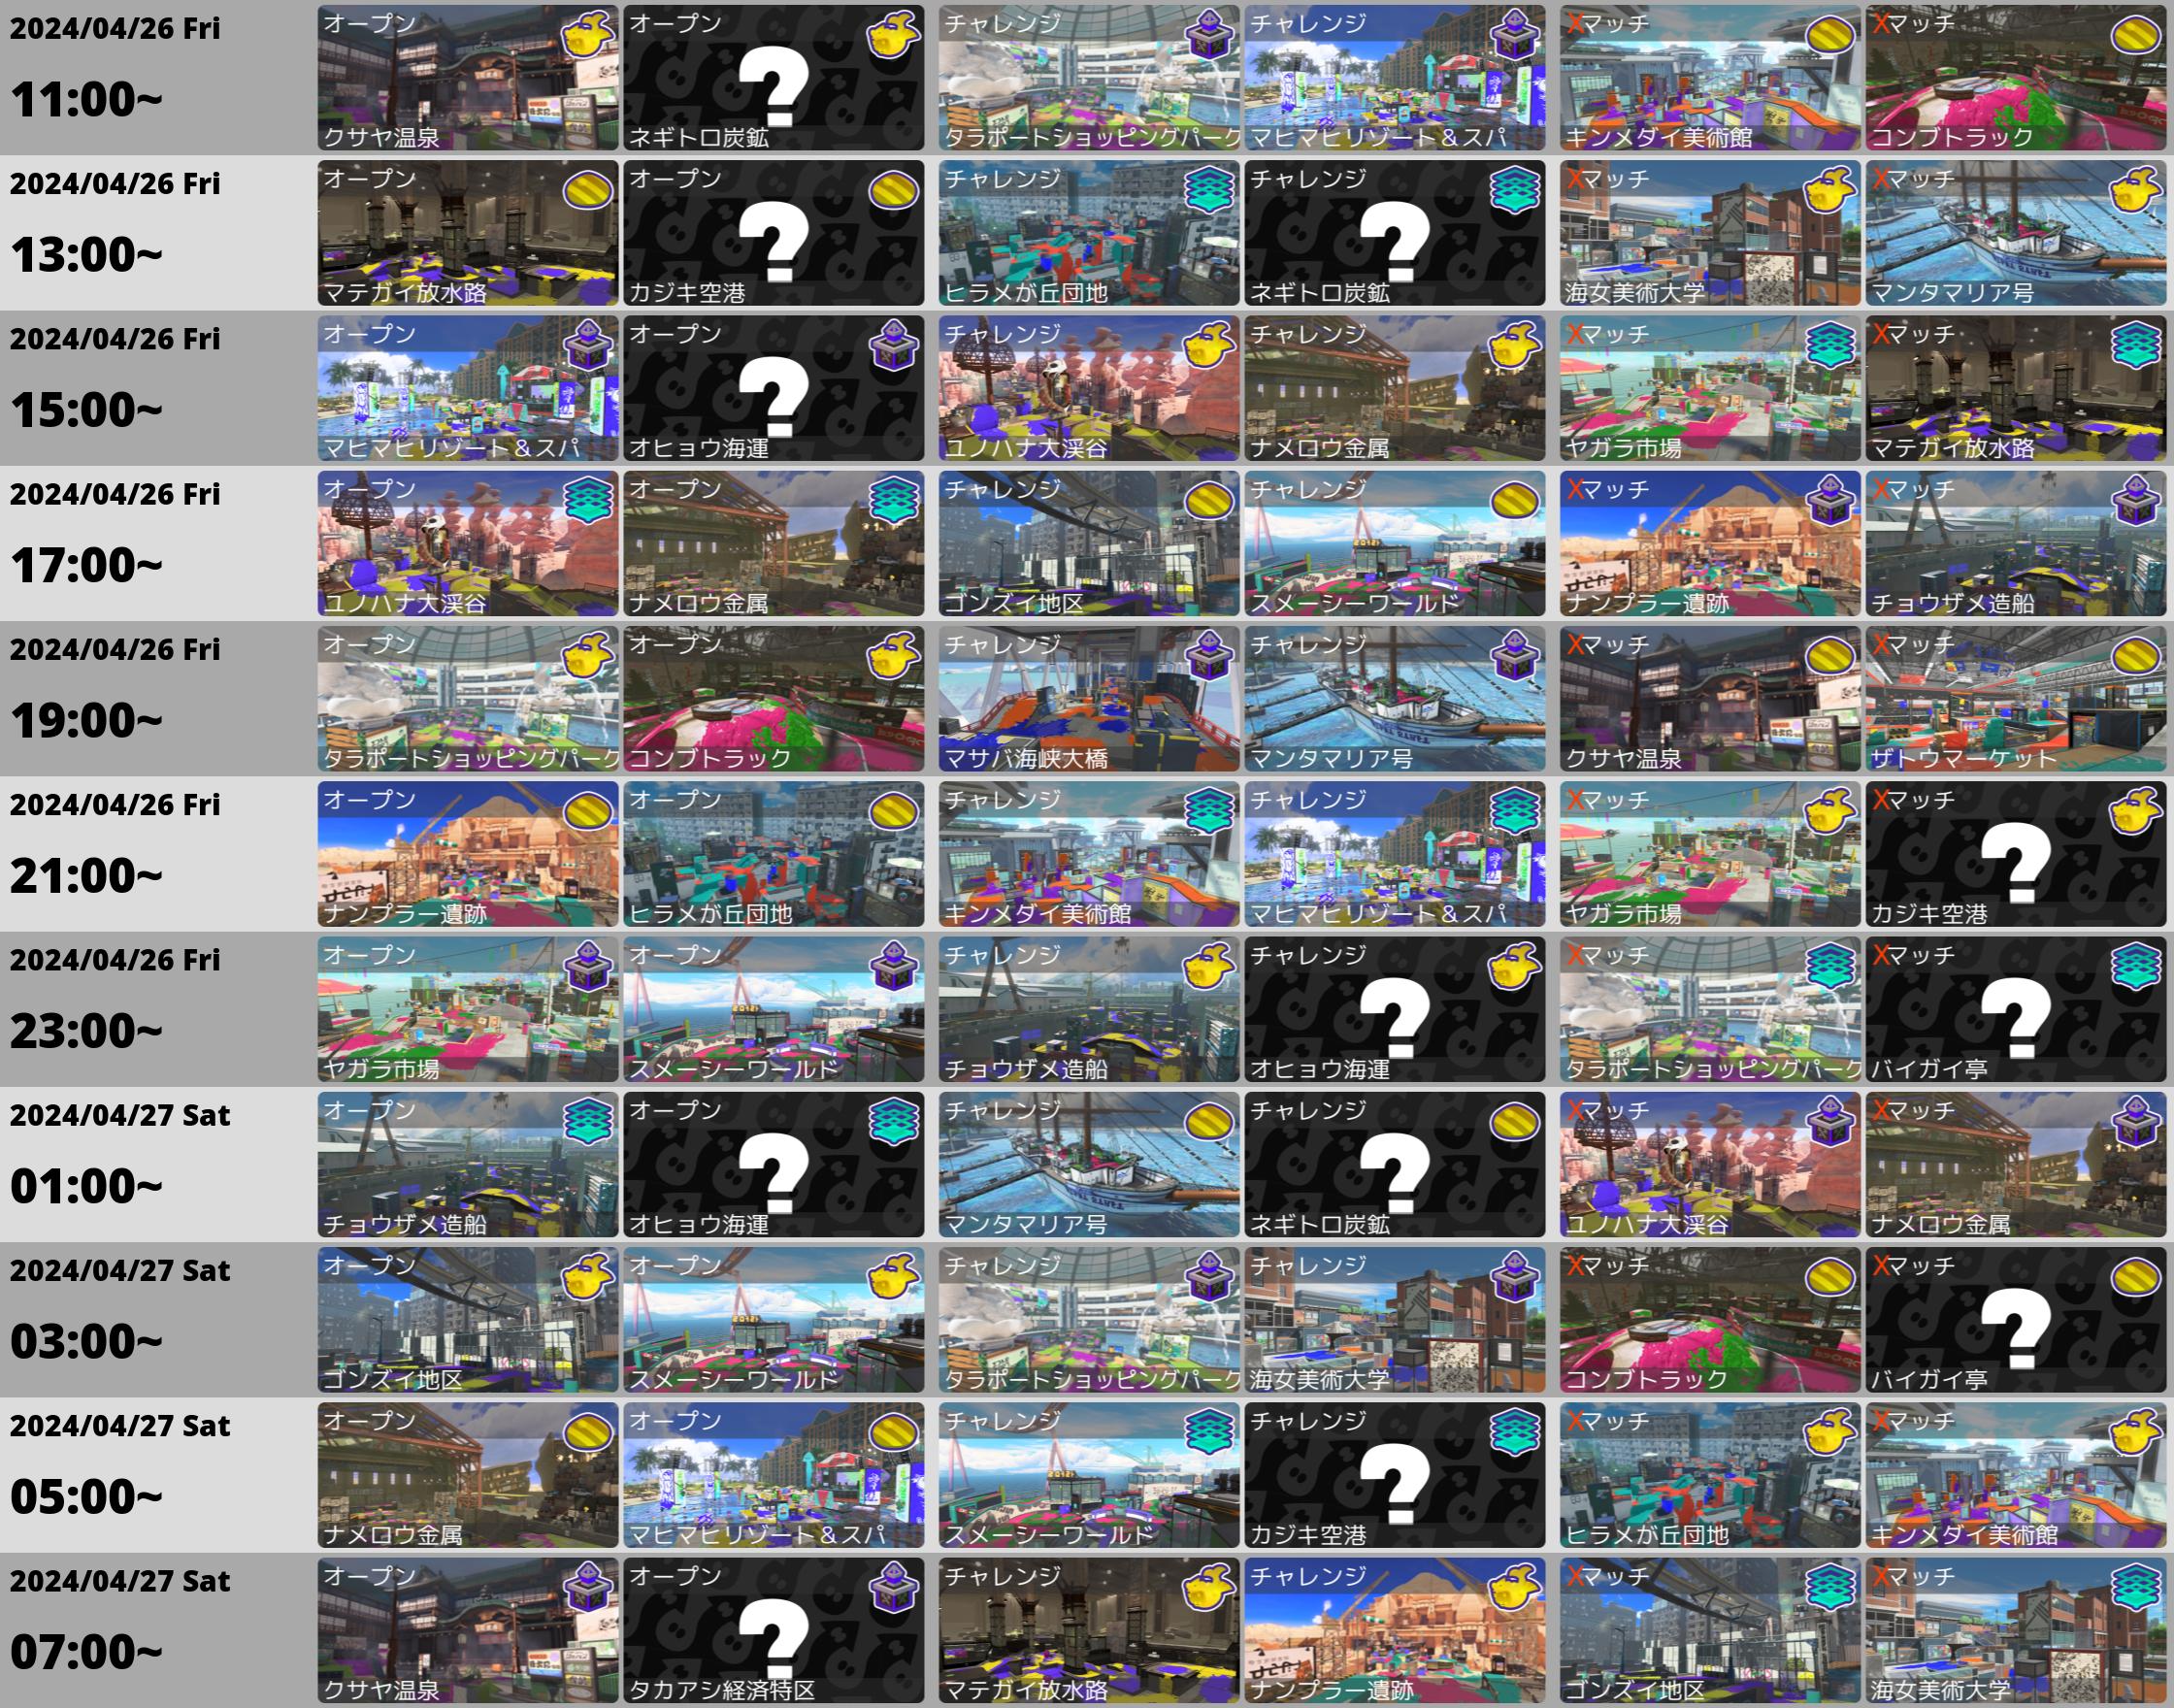 2024/04/26 Fri
11:00~
オープン
クサヤ温泉
オープン
ネギトロ炭鉱
チャレンジ
タラポートショッピングパーク
チャレンジ
マヒマヒリゾート＆スパ
Xマッチ
キンメダイ美術館
Xマッチ
コンブトラック
2024/04/26 Fri
13:00~
オープン
マテガイ放水路
オープン
カジキ空港
チャレンジ
ヒラメが丘団地
チャレンジ
ネギトロ炭鉱
Xマッチ
海女美術大学
Xマッチ
マンタマリア号
2024/04/26 Fri
15:00~
オープン
マヒマヒリゾート＆スパ
オープン
オヒョウ海運
チャレンジ
ユノハナ大渓谷
チャレンジ
ナメロウ金属
Xマッチ
ヤガラ市場
Xマッチ
マテガイ放水路
2024/04/26 Fri
17:00~
オープン
ユノハナ大渓谷
オープン
ナメロウ金属
チャレンジ
ゴンズイ地区
チャレンジ
スメーシーワールド
Xマッチ
ナンプラー遺跡
Xマッチ
チョウザメ造船
2024/04/26 Fri
19:00~
オープン
タラポートショッピングパーク
オープン
コンブトラック
チャレンジ
マサバ海峡大橋
チャレンジ
マンタマリア号
Xマッチ
クサヤ温泉
Xマッチ
ザトウマーケット
2024/04/26 Fri
21:00~
オープン
ナンプラー遺跡
オープン
ヒラメが丘団地
チャレンジ
キンメダイ美術館
チャレンジ
マヒマヒリゾート＆スパ
Xマッチ
ヤガラ市場
Xマッチ
カジキ空港
2024/04/26 Fri
23:00~
オープン
ヤガラ市場
オープン
スメーシーワールド
チャレンジ
チョウザメ造船
チャレンジ
オヒョウ海運
Xマッチ
タラポートショッピングパーク
Xマッチ
バイガイ亭
2024/04/27 Sat
01:00~
オープン
チョウザメ造船
オープン
オヒョウ海運
チャレンジ
マンタマリア号
チャレンジ
ネギトロ炭鉱
Xマッチ
ユノハナ大渓谷
Xマッチ
ナメロウ金属
2024/04/27 Sat
03:00~
オープン
ゴンズイ地区
オープン
スメーシーワールド
チャレンジ
タラポートショッピングパーク
チャレンジ
海女美術大学
Xマッチ
コンブトラック
Xマッチ
バイガイ亭
2024/04/27 Sat
05:00~
オープン
ナメロウ金属
オープン
マヒマヒリゾート＆スパ
チャレンジ
スメーシーワールド
チャレンジ
カジキ空港
Xマッチ
ヒラメが丘団地
Xマッチ
キンメダイ美術館
2024/04/27 Sat
07:00~
オープン
クサヤ温泉
オープン
タカアシ経済特区
チャレンジ
マテガイ放水路
チャレンジ
ナンプラー遺跡
Xマッチ
ゴンズイ地区
Xマッチ
海女美術大学